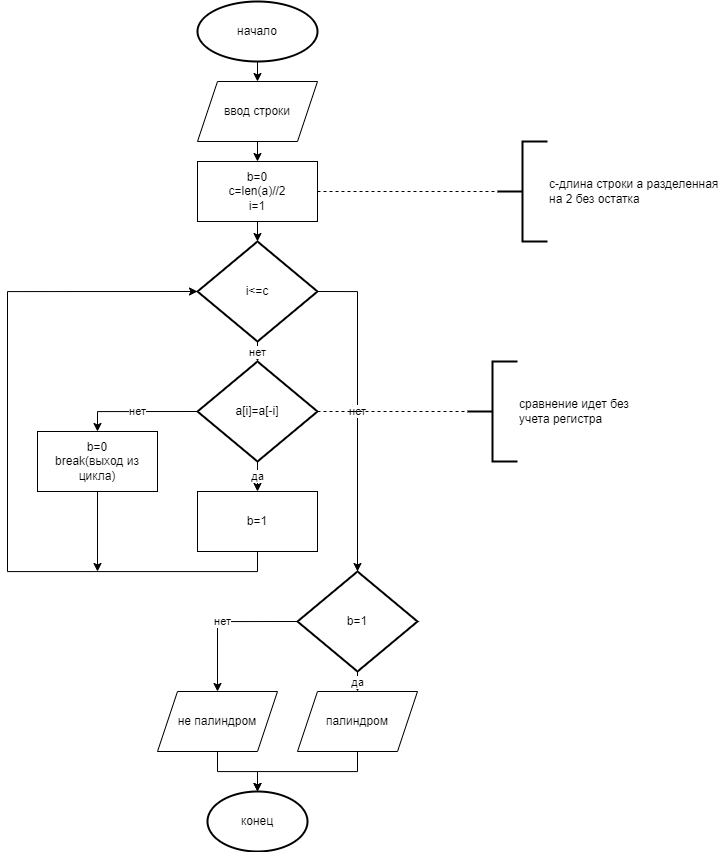 начало
ввод строки
b=0
c=len(a)//2
i=1
с-длина строки а разделенная
на 2 без остатка
i<=c
нет
a[i]=a[-i]
нет
нет
сравнение идет без
учета регистра
b=0
break(выход из
цикла)
да
b=1
b=1
нет
да
не палиндром
палиндром
конец